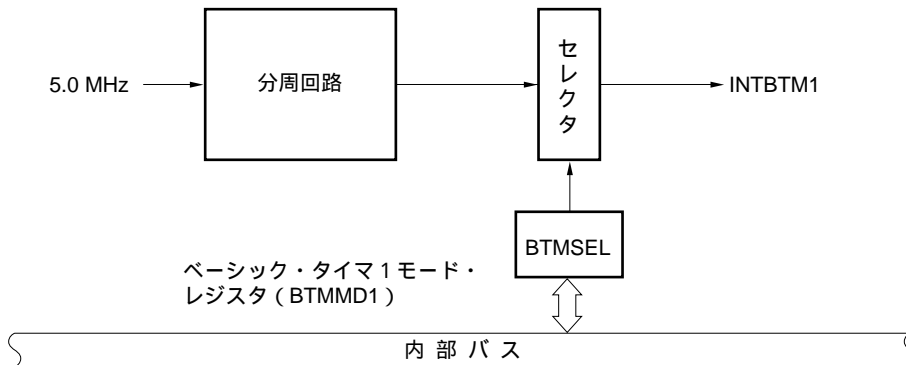 5.0 MHz
分周回路
セレクタ
INTBTM1
BTMSEL
ベーシック・タイマ1モード・
レジスタ（BTMMD1）
内部バス